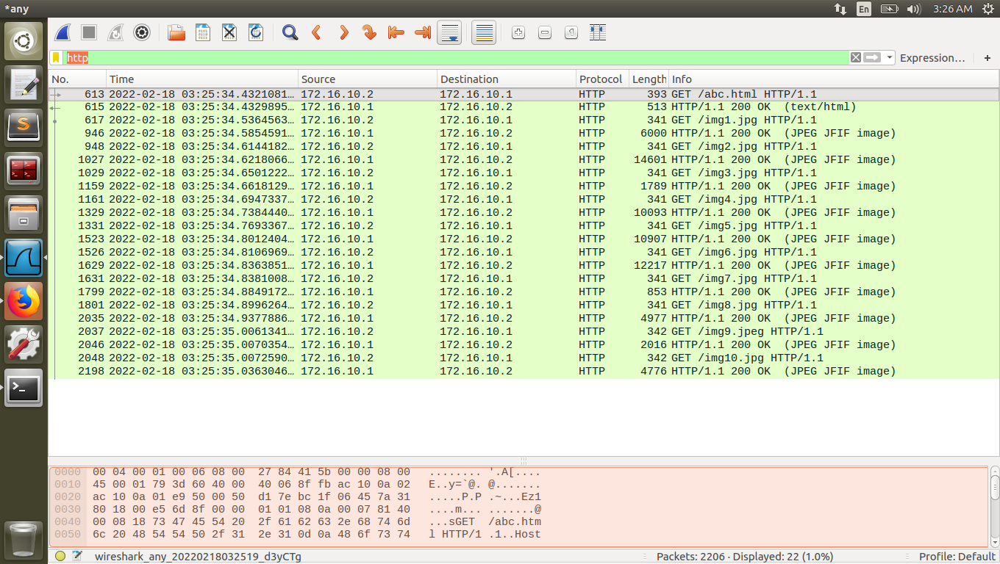 *any En 3:26 AM
http Expression… +
No. Time Source Destination Protocol Length Info
613 2022-02-18 03:25:34.4321081… 172.16.10.2 172.16.10.1 HTTP 393 GET /abc.html HTTP/1.1
615 2022-02-18 03:25:34.4329895… 172.16.10.1 172.16.10.2 HTTP 513 HTTP/1.1 200 OK (text/html)
617 2022-02-18 03:25:34.5364563… 172.16.10.2 172.16.10.1 HTTP 341 GET /img1.jpg HTTP/1.1
946 2022-02-18 03:25:34.5854591… 172.16.10.1 172.16.10.2 HTTP 6000 HTTP/1.1 200 OK (JPEG JFIF image)
948 2022-02-18 03:25:34.6144182… 172.16.10.2 172.16.10.1 HTTP 341 GET /img2.jpg HTTP/1.1
1027 2022-02-18 03:25:34.6218066… 172.16.10.1 172.16.10.2 HTTP 14601 HTTP/1.1 200 OK (JPEG JFIF image)
1029 2022-02-18 03:25:34.6501222… 172.16.10.2 172.16.10.1 HTTP 341 GET /img3.jpg HTTP/1.1
1159 2022-02-18 03:25:34.6618129… 172.16.10.1 172.16.10.2 HTTP 1789 HTTP/1.1 200 OK (JPEG JFIF image)
1161 2022-02-18 03:25:34.6947337… 172.16.10.2 172.16.10.1 HTTP 341 GET /img4.jpg HTTP/1.1
1329 2022-02-18 03:25:34.7384440… 172.16.10.1 172.16.10.2 HTTP 10093 HTTP/1.1 200 OK (JPEG JFIF image)
1331 2022-02-18 03:25:34.7693367… 172.16.10.2 172.16.10.1 HTTP 341 GET /img5.jpg HTTP/1.1
1523 2022-02-18 03:25:34.8012404… 172.16.10.1 172.16.10.2 HTTP 10907 HTTP/1.1 200 OK (JPEG JFIF image)
1526 2022-02-18 03:25:34.8106969… 172.16.10.2 172.16.10.1 HTTP 341 GET /img6.jpg HTTP/1.1
1629 2022-02-18 03:25:34.8363851… 172.16.10.1 172.16.10.2 HTTP 12217 HTTP/1.1 200 OK (JPEG JFIF image)
1631 2022-02-18 03:25:34.8381008… 172.16.10.2 172.16.10.1 HTTP 341 GET /img7.jpg HTTP/1.1
1799 2022-02-18 03:25:34.8849172… 172.16.10.1 172.16.10.2 HTTP 853 HTTP/1.1 200 OK (JPEG JFIF image)
1801 2022-02-18 03:25:34.8996264… 172.16.10.2 172.16.10.1 HTTP 341 GET /img8.jpg HTTP/1.1
2035 2022-02-18 03:25:34.9377886… 172.16.10.1 172.16.10.2 HTTP 4977 HTTP/1.1 200 OK (JPEG JFIF image)
2037 2022-02-18 03:25:35.0061341… 172.16.10.2 172.16.10.1 HTTP 342 GET /img9.jpeg HTTP/1.1
2046 2022-02-18 03:25:35.0070354… 172.16.10.1 172.16.10.2 HTTP 2016 HTTP/1.1 200 OK (JPEG JFIF image)
2048 2022-02-18 03:25:35.0072590… 172.16.10.2 172.16.10.1 HTTP 342 GET /img10.jpg HTTP/1.1
2198 2022-02-18 03:25:35.0363046… 172.16.10.1 172.16.10.2 HTTP 4776 HTTP/1.1 200 OK (JPEG JFIF image)
0000 00 04 00 01 00 06 08 00 27 84 41 5b 00 00 08 00 ........ '.A[....
0010 45 00 01 79 3d 60 40 00 40 06 8f fb ac 10 0a 02 E..y=`@. @.......
0020 ac 10 0a 01 e9 50 00 50 d1 7e bc 1f 06 45 7a 31 .....P.P .~...Ez1
0030 80 18 00 e5 6d 8f 00 00 01 01 08 0a 00 07 81 40 ....m... .......@
0040 00 08 18 73 47 45 54 20 2f 61 62 63 2e 68 74 6d ...sGET /abc.htm
0050 6c 20 48 54 54 50 2f 31 2e 31 0d 0a 48 6f 73 74 l HTTP/1 .1..Host
wireshark_any_20220218032519_d3yCTg Packets: 2206 · Displayed: 22 (1.0%) Profile: Default